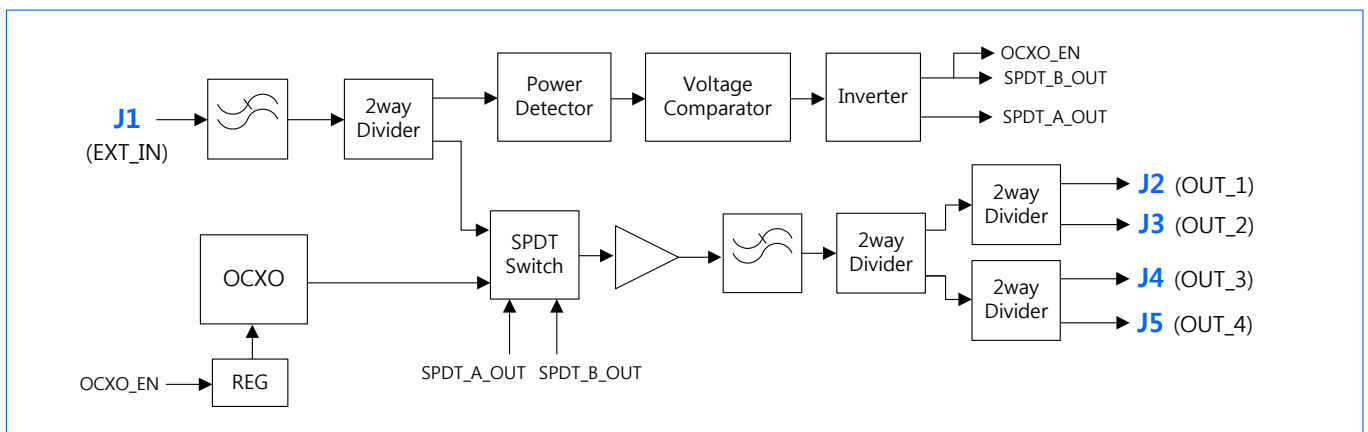 J1
(EXT_IN)
2way
Divider
Power
Detector
Voltage
Comparator
Inverter
OCXO_EN
SPDT_B_OUT
SPDT_A_OUT
OCXO
OCXO_EN
REG
SPDT
Switch
SPDT_A_OUT
SPDT_B_OUT
2way
Divider
2way
Divider
J2 (OUT_1)
J3 (OUT_2)
2way
Divider
J4 (OUT_3)
J5 (OUT_4)